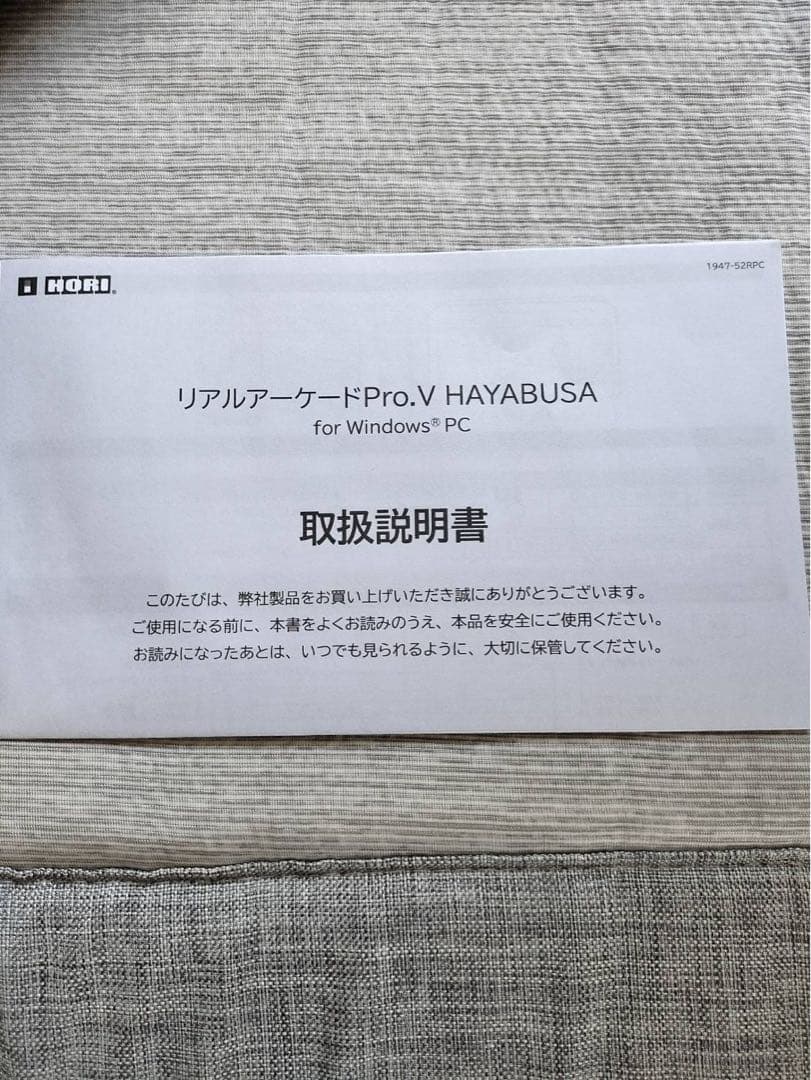 HORI®
1947-52RPC
リアルアーケードPro.V HAYABUSA
for Windows® PC
取扱説明書
このたびは、弊社製品をお買い上げいただき誠にありがとうございます。
ご使用になる前に、本書をよくお読みのうえ、本品を安全にご使用ください。
お読みになったあとは、いつでも見られるように、大切に保管してください。